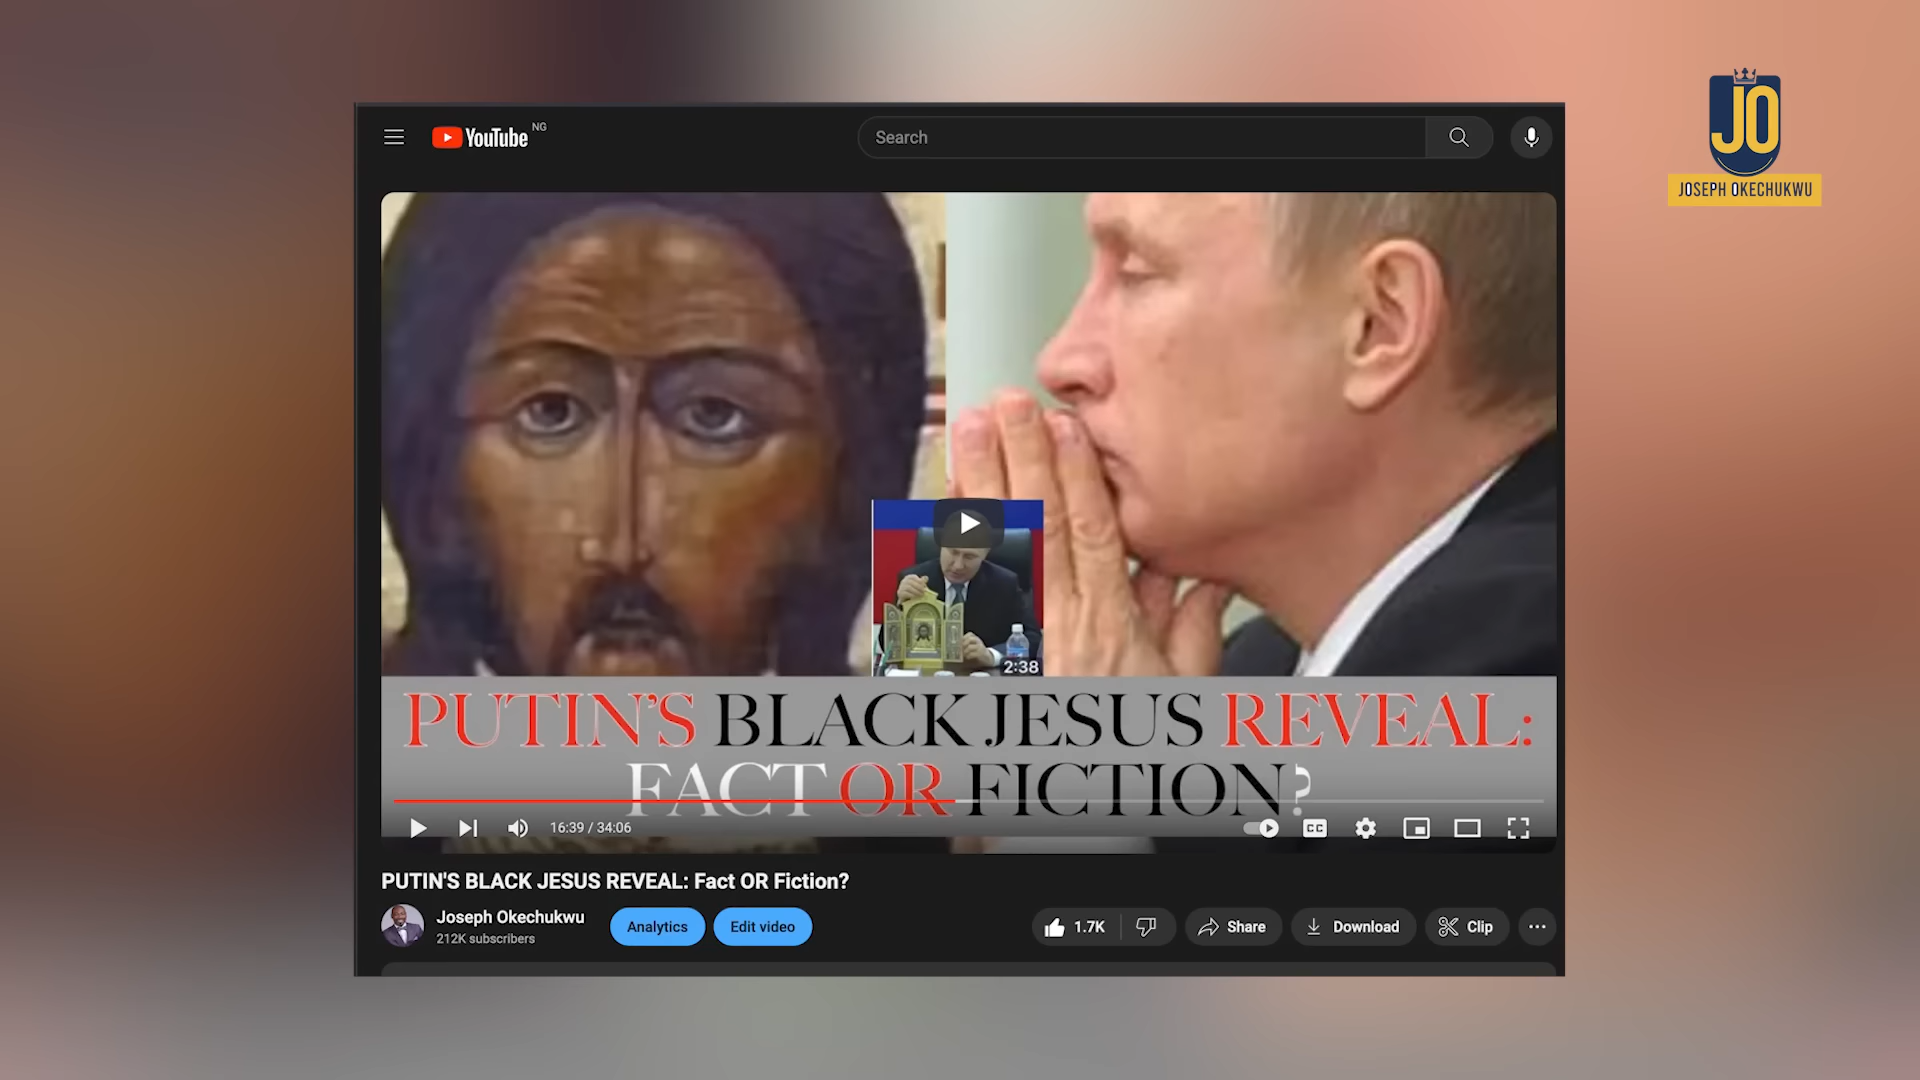 YouTube NG
Search
JO
JOSEPH OKECHUKWU
2:38
PUTIN'S BLACK JESUS REVEAL:
FACT OR FICTION?
16:39 / 34:06
CC
PUTIN'S BLACK JESUS REVEAL: Fact OR Fiction?
Joseph Okechukwu
212K subscribers
Analytics
Edit video
1.7K
Share
Download
Clip